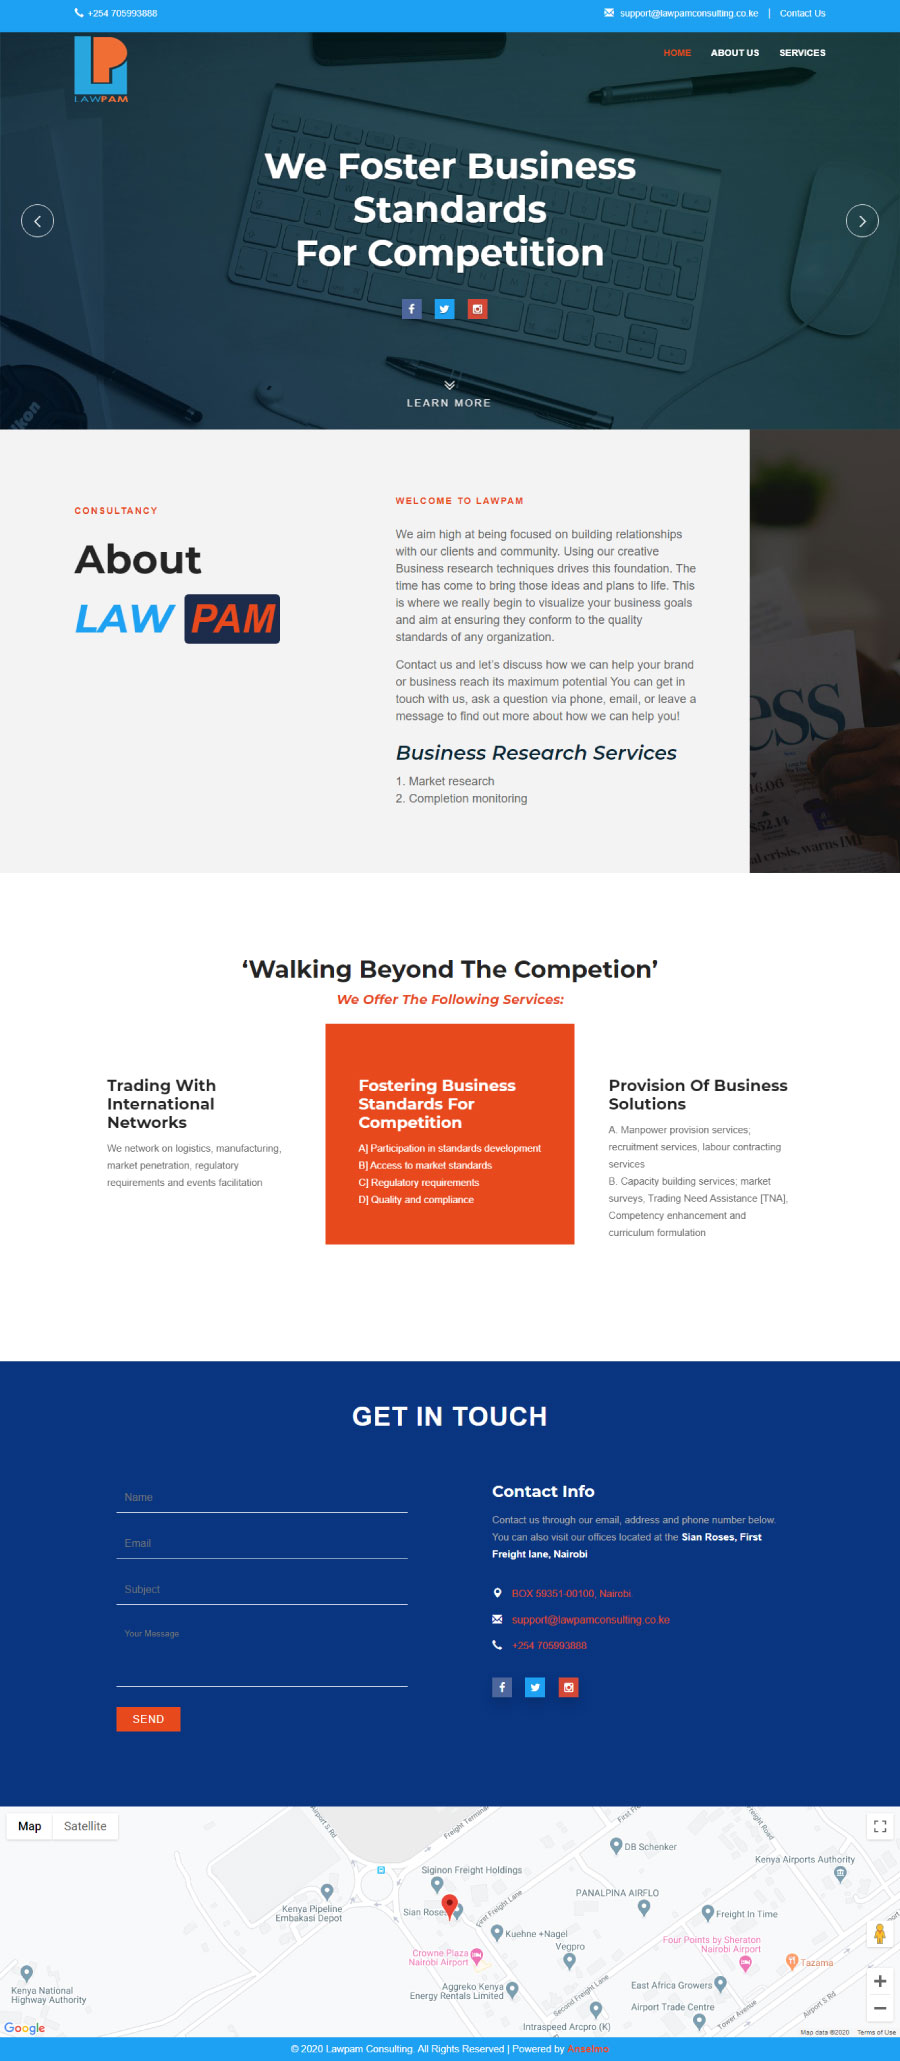 +254 705993888
support@lawpamconsulting.co.ke | Contact Us
LAWPAM
HOME ABOUT US SERVICES
We Foster Business
Standards
For Competition
LEARN MORE
CONSULTANCY
About
LAW PAM
WELCOME TO LAWPAM
We aim high at being focused on building relationships
with our clients and community. Using our creative
Business research techniques drives this foundation. The
time has come to bring those ideas and plans to life. This
is where we really begin to visualize your business goals
and aim at ensuring they conform to the quality
standards of any organization.
Contact us and let’s discuss how we can help your brand
or business reach its maximum potential You can get in
touch with us, ask a question via phone, email, or leave a
message to find out more about how we can help you!
Business Research Services
1. Market research
2. Completion monitoring
ess
16.06
$52.14
al crisis, warns IMF
‘Walking Beyond The Competion’
We Offer The Following Services:
Trading With
International
Networks
We network on logistics, manufacturing,
market penetration, regulatory
requirements and events facilitation
Fostering Business
Standards For
Competition
A] Participation in standards development
B] Access to market standards
C] Regulatory requirements
D] Quality and compliance
Provision Of Business
Solutions
A. Manpower provision services;
recruitment services, labour contracting
services
B. Capacity building services; market
surveys, Trading Need Assistance [TNA],
Competency enhancement and
curriculum formulation
GET IN TOUCH
Name
Email
Subject
Your Message
SEND
Contact Info
Contact us through our email, address and phone number below.
You can also visit our offices located at the Sian Roses, First
Freight lane, Nairobi
BOX 59351-00100, Nairobi.
support@lawpamconsulting.co.ke
+254 705993888
Map Satellite
Airport S Rd
Freight Terminal
First Fre
Freight Road
DB Schenker
Kenya Airports Authority
Siginon Freight Holdings
PANALPINA AIRFLO
Kenya Pipeline
Embakasi Depot
Sian Roses
First Freight Lane
Freight In Time
Kuehne +Nagel
Four Points by Sheraton
Nairobi Airport
Crowne Plaza
Nairobi Airport
Vegpro
Tazama
Kenya National
Highway Authority
Aggreko Kenya
Energy Rentals Limited
Second Freight Lane
East Africa Growers
Airport Trade Centre
Tower Avenue
Airport S Rd
Intraspeed Arcpro (K)
Google
Map data ©2020 Terms of Use
© 2020 Lawpam Consulting. All Rights Reserved | Powered by Anselmo